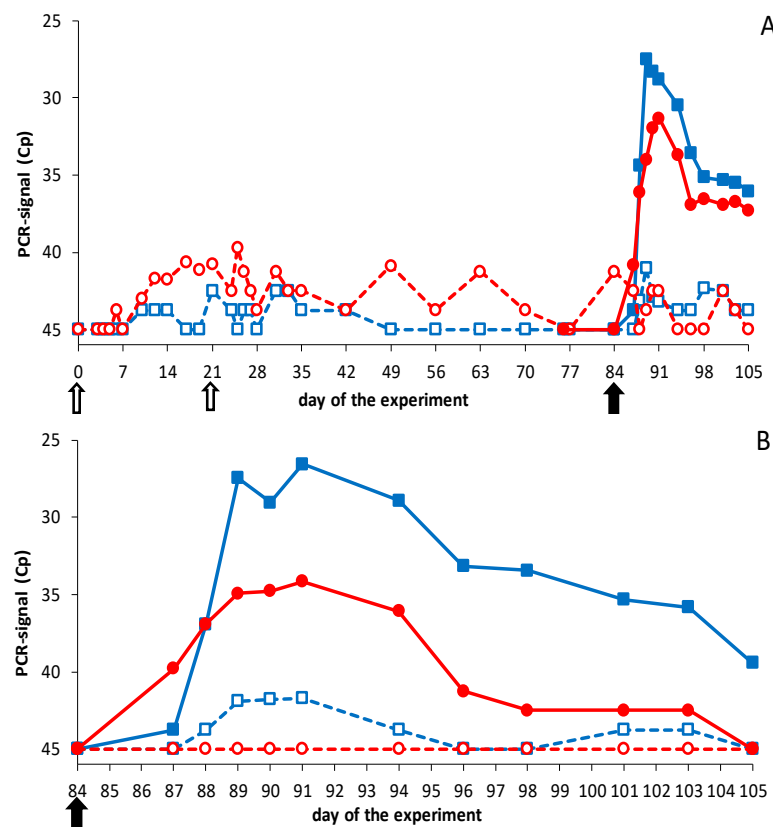 A
25
30
35
40
45
PCR-signal (Cp)
0 7 14 21 28 35 42 49 56 63 70 77 84 91 98 105
day of the experiment
B
25
30
35
40
45
PCR-signal (Cp)
84 85 86 87 88 89 90 91 92 93 94 95 96 97 98 99 100 101 102 103 104 105
day of the experiment